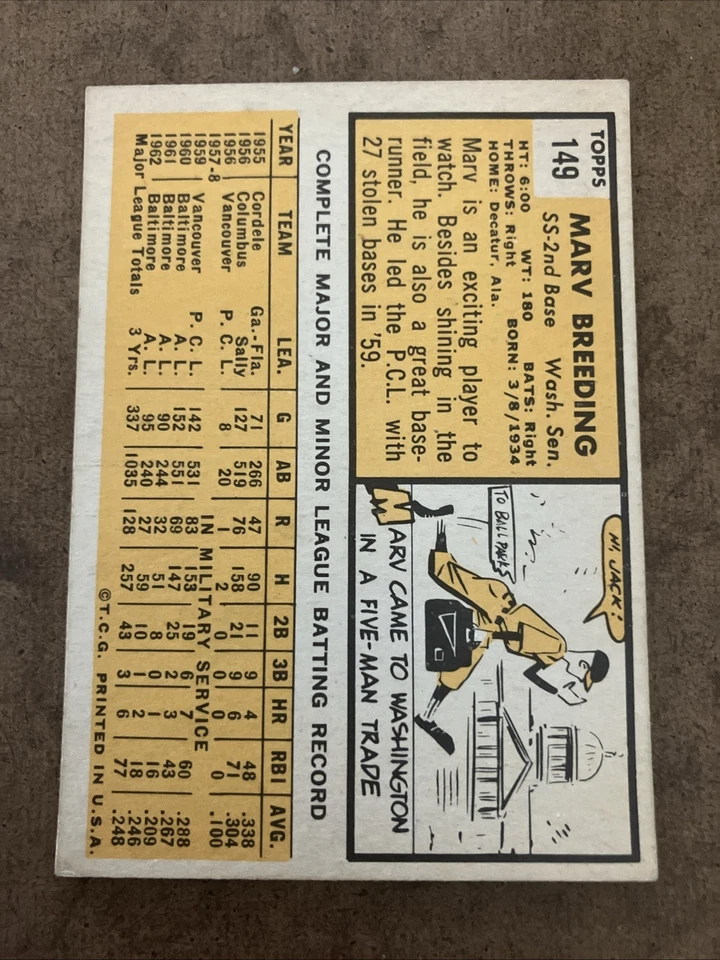 TOPPS
149
MARV BREEDING
SS-2nd Base Wash. Sen.
HT: 6:00 WT: 180 BATS: Right
THROWS: Right BORN: 3/8/1934
HOME: Decatur, Ala.
Marv is an exciting player to
watch. Besides shining in the
field, he is also a great base-
runner. He led the P.C.L. with
27 stolen bases in '59.
HI, JACK!
TO BALL PARKS
MARV CAME TO WASHINGTON
IN A FIVE-MAN TRADE
COMPLETE MAJOR AND MINOR LEAGUE BATTING RECORD
YEAR TEAM LEA. G AB R H 2B 3B HR RBI AVG.
1955 Cordele Ga.-Fla. 71 266 47 90 11 9 4 48 .338
1956 Columbus Sally 127 519 76 158 21 9 6 71 .304
1956 Vancouver P.C.L. 8 20 1 2 0 0 0 0 .100
1957-8 IN MILITARY SERVICE
1959 Vancouver P.C.L. 142 531 83 153 19 6 7 60 .288
1960 Baltimore A.L. 152 551 69 147 25 2 3 43 .267
1961 Baltimore A.L. 90 244 32 51 8 0 1 16 .209
1962 Baltimore A.L. 95 240 27 59 10 1 2 18 .246
Major League Totals 3 Yrs. 337 1035 128 257 43 3 6 77 .248
©T.C.G. PRINTED IN U.S.A.